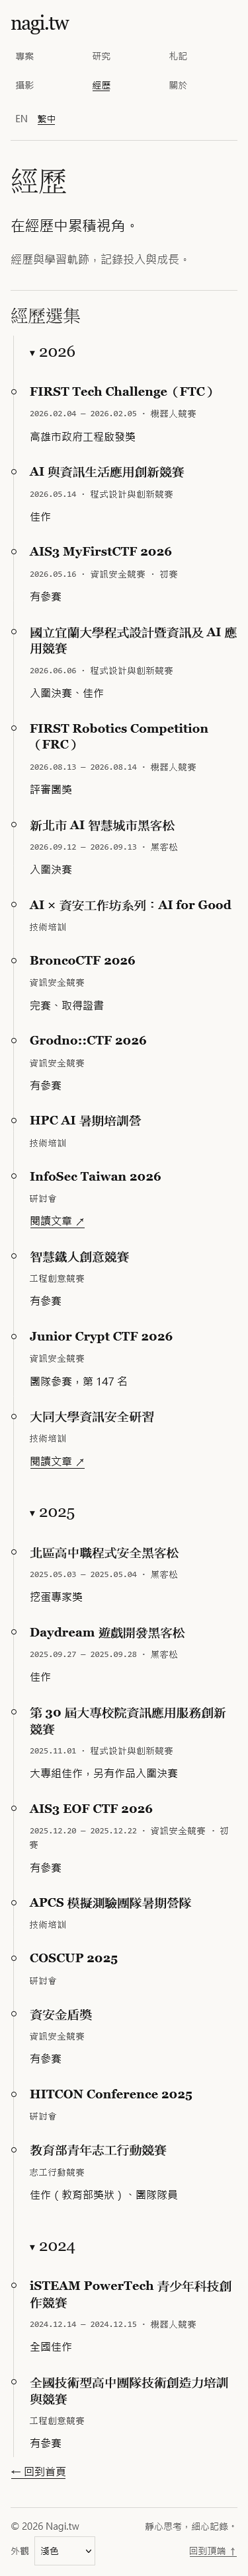 nagi.tw
專案 研究 札記
攝影 經歷 關於
EN 繁中
經歷
在經歷中累積視角。
經歷與學習軌跡，記錄投入與成長。
經歷選集
▾ 2026
FIRST Tech Challenge（FTC）
2026.02.04 — 2026.02.05 · 機器人競賽
高雄市政府工程啟發獎
AI 與資訊生活應用創新競賽
2026.05.14 · 程式設計與創新競賽
佳作
AIS3 MyFirstCTF 2026
2026.05.16 · 資訊安全競賽 · 初賽
有參賽
國立宜蘭大學程式設計暨資訊及 AI 應
用競賽
2026.06.06 · 程式設計與創新競賽
入圍決賽、佳作
FIRST Robotics Competition
（FRC）
2026.08.13 — 2026.08.14 · 機器人競賽
評審團獎
新北市 AI 智慧城市黑客松
2026.09.12 — 2026.09.13 · 黑客松
入圍決賽
AI × 資安工作坊系列：AI for Good
技術培訓
BroncoCTF 2026
資訊安全競賽
完賽、取得證書
Grodno::CTF 2026
資訊安全競賽
有參賽
HPC AI 暑期培訓營
技術培訓
InfoSec Taiwan 2026
研討會
閱讀文章 ↗
智慧鐵人創意競賽
工程創意競賽
有參賽
Junior Crypt CTF 2026
資訊安全競賽
團隊參賽，第 147 名
大同大學資訊安全研習
技術培訓
閱讀文章 ↗
▾ 2025
北區高中職程式安全黑客松
2025.05.03 — 2025.05.04 · 黑客松
挖蛋專家獎
Daydream 遊戲開發黑客松
2025.09.27 — 2025.09.28 · 黑客松
佳作
第 30 屆大專校院資訊應用服務創新
競賽
2025.11.01 · 程式設計與創新競賽
大專組佳作，另有作品入圍決賽
AIS3 EOF CTF 2026
2025.12.20 — 2025.12.22 · 資訊安全競賽 · 初
賽
有參賽
APCS 模擬測驗團隊暑期營隊
技術培訓
COSCUP 2025
研討會
資安金盾獎
資訊安全競賽
有參賽
HITCON Conference 2025
研討會
教育部青年志工行動競賽
志工行動競賽
佳作（教育部獎狀）、團隊隊員
▾ 2024
iSTEAM PowerTech 青少年科技創
作競賽
2024.12.14 — 2024.12.15 · 機器人競賽
全國佳作
全國技術型高中團隊技術創造力培訓
與競賽
工程創意競賽
有參賽
← 回到首頁
© 2026 Nagi.tw 靜心思考，細心記錄。
外觀 淺色 回到頂端 ↑